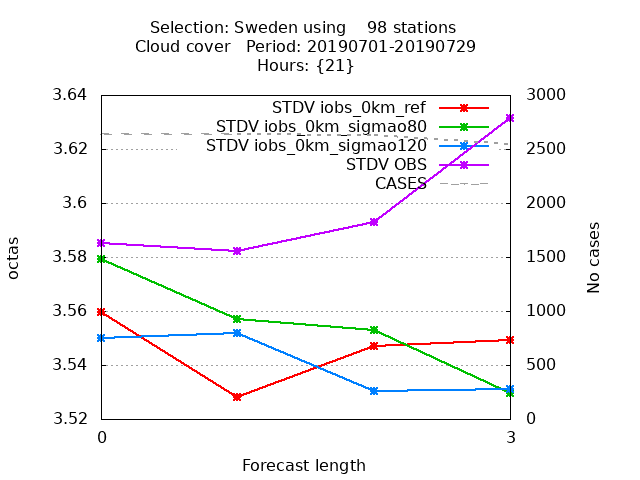 Selection: Sweden using    98 stations
Cloud cover   Period: 20190701-20190729
Hours: {21}
3.64
3.62
3.6
3.58
3.56
3.54
3.52
octas
STDV iobs_0km_ref
STDV iobs_0km_sigmao80
STDV iobs_0km_sigmao120
STDV OBS
CASES
3000
2500
2000
1500
1000
500
0
No cases
0
3
Forecast length